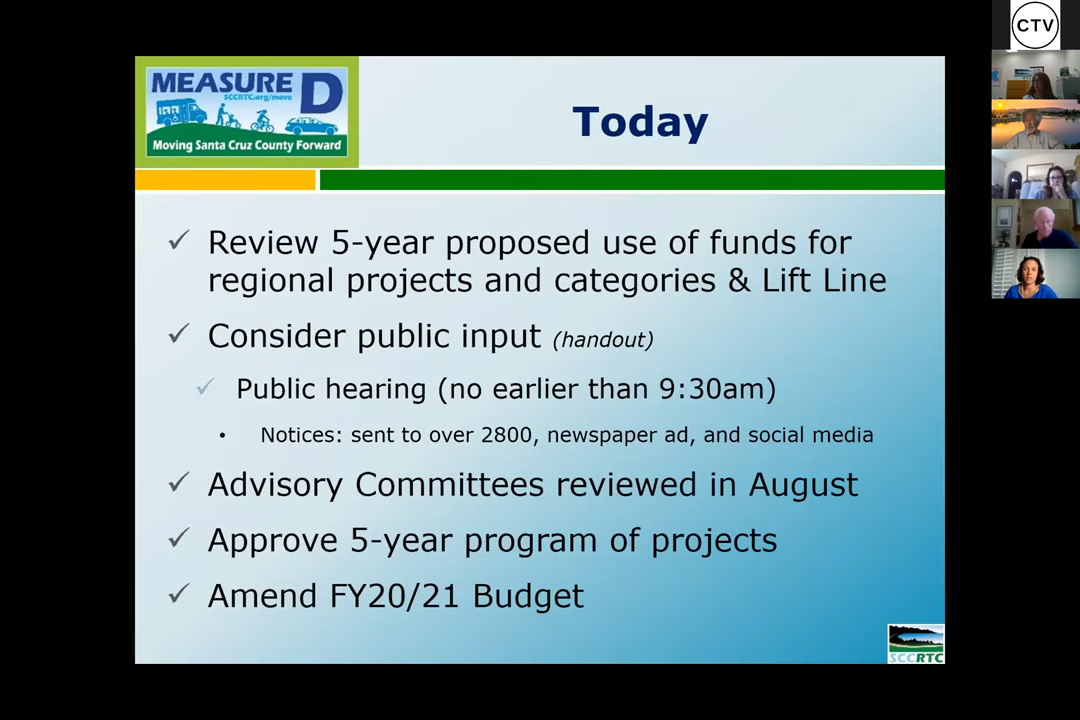 CTV
MEASURE D
SCCRTC.org/move
Moving Santa Cruz County Forward
Today
✓ Review 5-year proposed use of funds for
regional projects and categories & Lift Line
✓ Consider public input (handout)
✓ Public hearing (no earlier than 9:30am)
• Notices: sent to over 2800, newspaper ad, and social media
✓ Advisory Committees reviewed in August
✓ Approve 5-year program of projects
✓ Amend FY20/21 Budget
SCCRTC